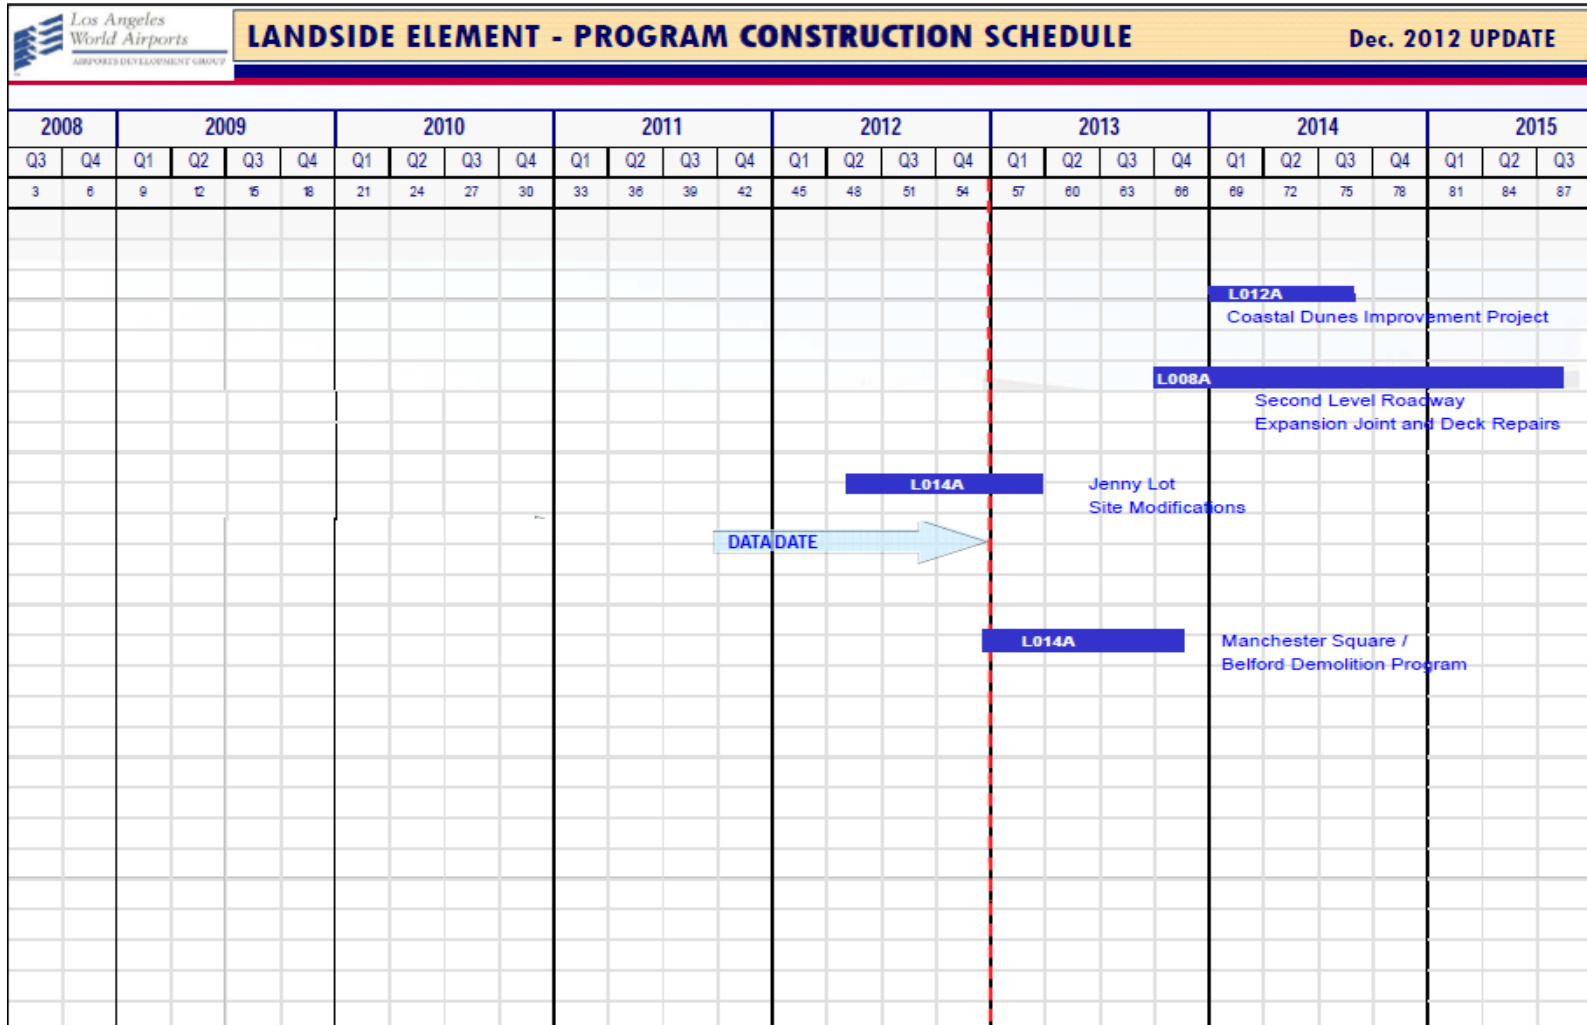 Los Angeles
World Airports
AIRPORTS DEVELOPMENT GROUP
LANDSIDE ELEMENT - PROGRAM CONSTRUCTION SCHEDULE
Dec. 2012 UPDATE
2008 2009 2010 2011 2012 2013 2014 2015
Q3 Q4 Q1 Q2 Q3 Q4 Q1 Q2 Q3 Q4 Q1 Q2 Q3 Q4 Q1 Q2 Q3 Q4 Q1 Q2 Q3 Q4 Q1 Q2 Q3 Q4 Q1 Q2 Q3
3 6 9 12 15 18 21 24 27 30 33 36 39 42 45 48 51 54 57 60 63 66 69 72 75 78 81 84 87
L012A
Coastal Dunes Improvement Project
L008A
Second Level Roadway
Expansion Joint and Deck Repairs
L014A
Jenny Lot
Site Modifications
DATA DATE
L014A
Manchester Square /
Belford Demolition Program